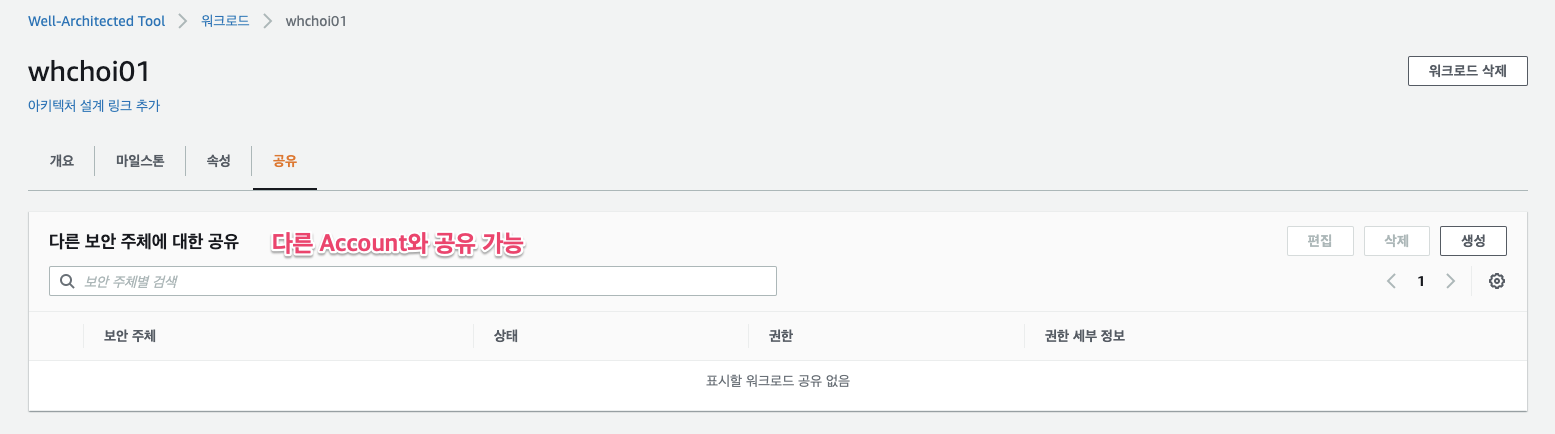 Well-Architected Tool > 워크로드 > whchoi01
whchoi01
워크로드 삭제
아키텍처 설계 링크 추가
개요 마일스톤 속성 공유
다른 보안 주체에 대한 공유 다른 Account와 공유 가능 편집 삭제 생성
보안 주체별 검색 < 1 >
보안 주체 상태 권한 권한 세부 정보
표시할 워크로드 공유 없음